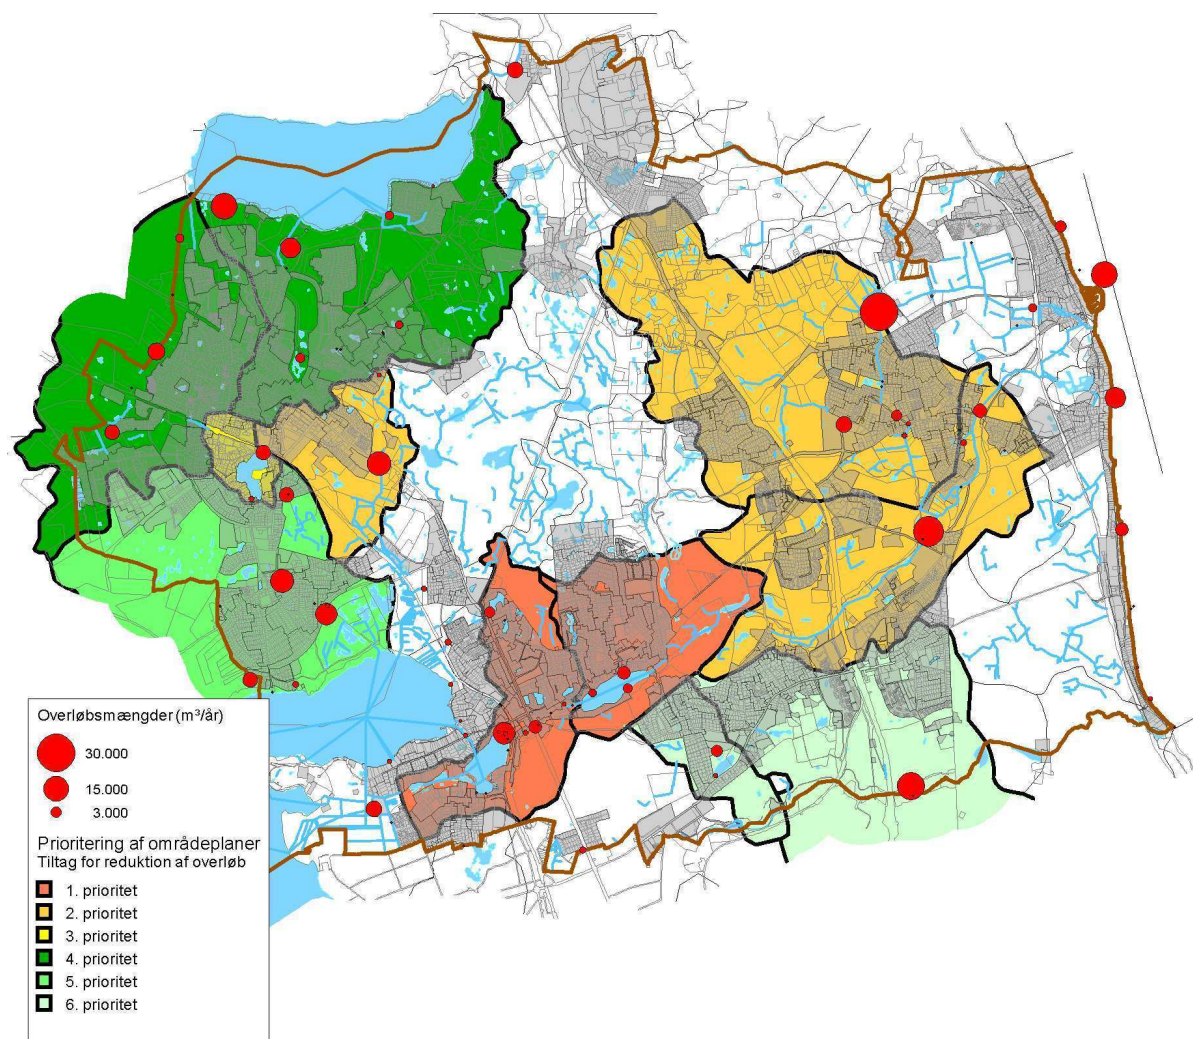 Overløbsmængder (m³/år)
30.000
15.000
3.000
Prioritering af områdeplaner
Tiltag for reduktion af overløb
1. prioritet
2. prioritet
3. prioritet
4. prioritet
5. prioritet
6. prioritet